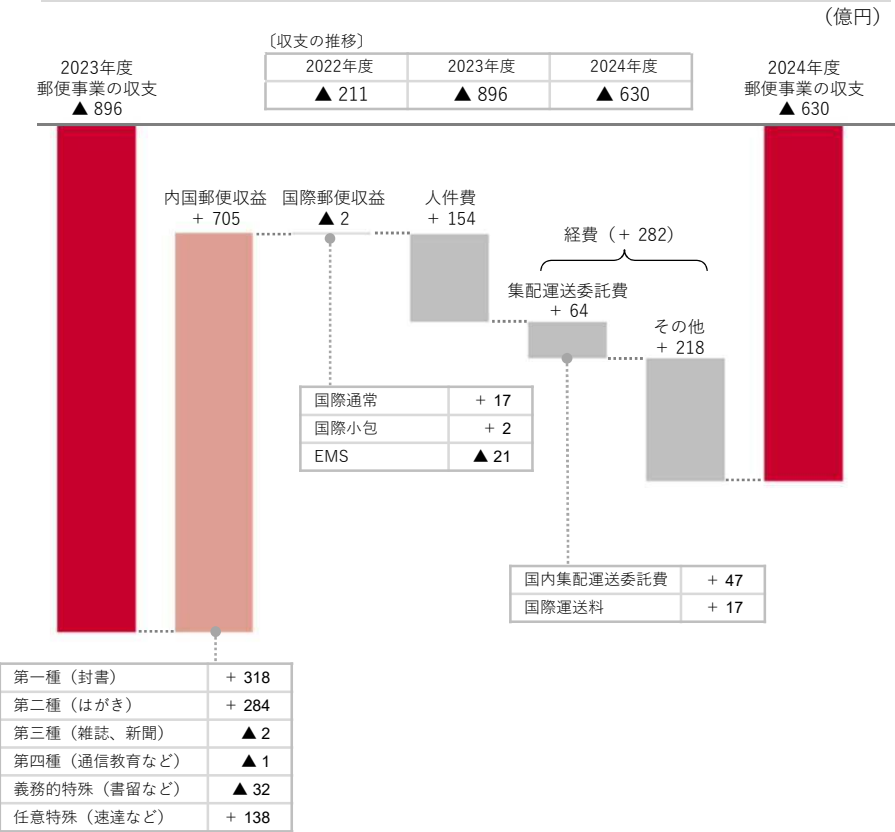 （億円）
〔収支の推移〕
2022年度 2023年度 2024年度
▲ 211 ▲ 896 ▲ 630
2023年度
郵便事業の収支
▲ 896
2024年度
郵便事業の収支
▲ 630
内国郵便収益
＋ 705
国際郵便収益
▲ 2
人件費
＋ 154
経費（＋ 282）
集配運送委託費
＋ 64
その他
＋ 218
国際通常 ＋ 17
国際小包 ＋ 2
EMS ▲ 21
国内集配運送委託費 ＋ 47
国際運送料 ＋ 17
第一種（封書） ＋ 318
第二種（はがき） ＋ 284
第三種（雑誌、新聞） ▲ 2
第四種（通信教育など） ▲ 1
義務的特殊（書留など） ▲ 32
任意特殊（速達など） ＋ 138